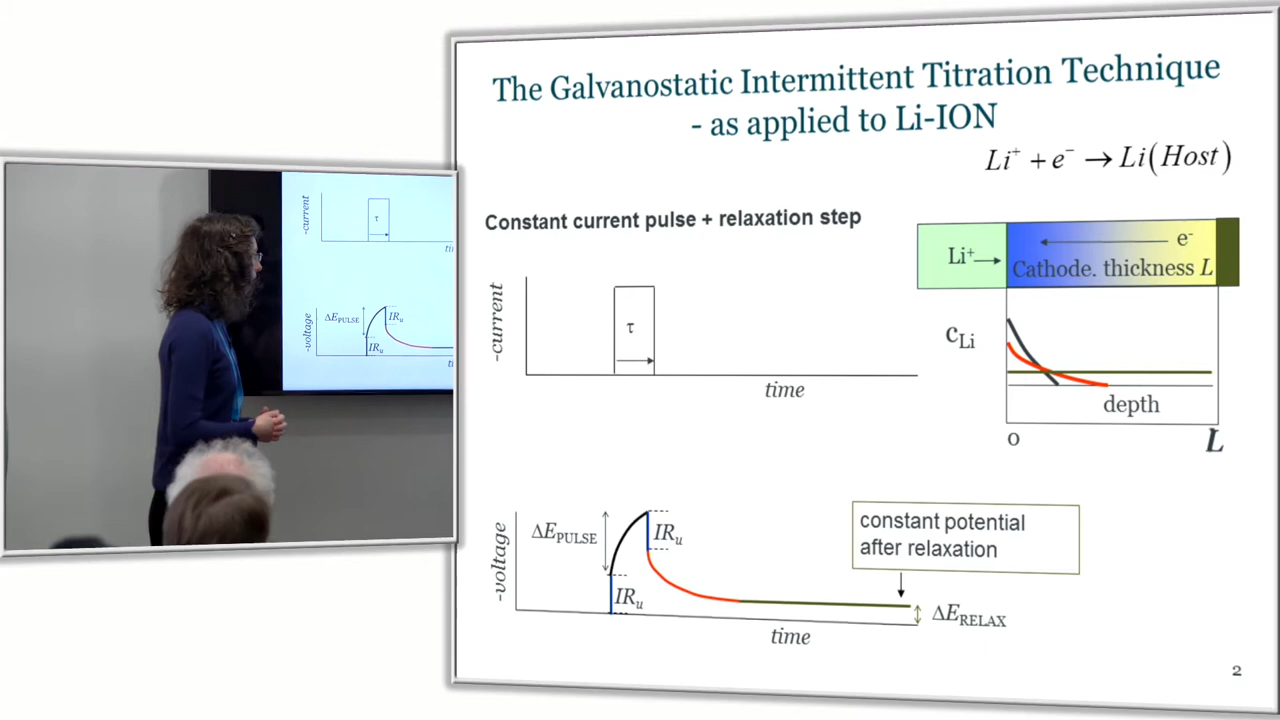 The Galvanostatic Intermittent Titration Technique
- as applied to Li-ION
Li⁺ + e⁻ → Li(Host)
Constant current pulse + relaxation step
-current
τ
time
Li⁺
e⁻
Cathode. thickness L
c_Li
depth
0
L
-voltage
ΔE_PULSE
IR_u
IR_u
constant potential
after relaxation
ΔE_RELAX
time
2
-current
τ
-voltage
ΔE_PULSE
IR_u
IR_u